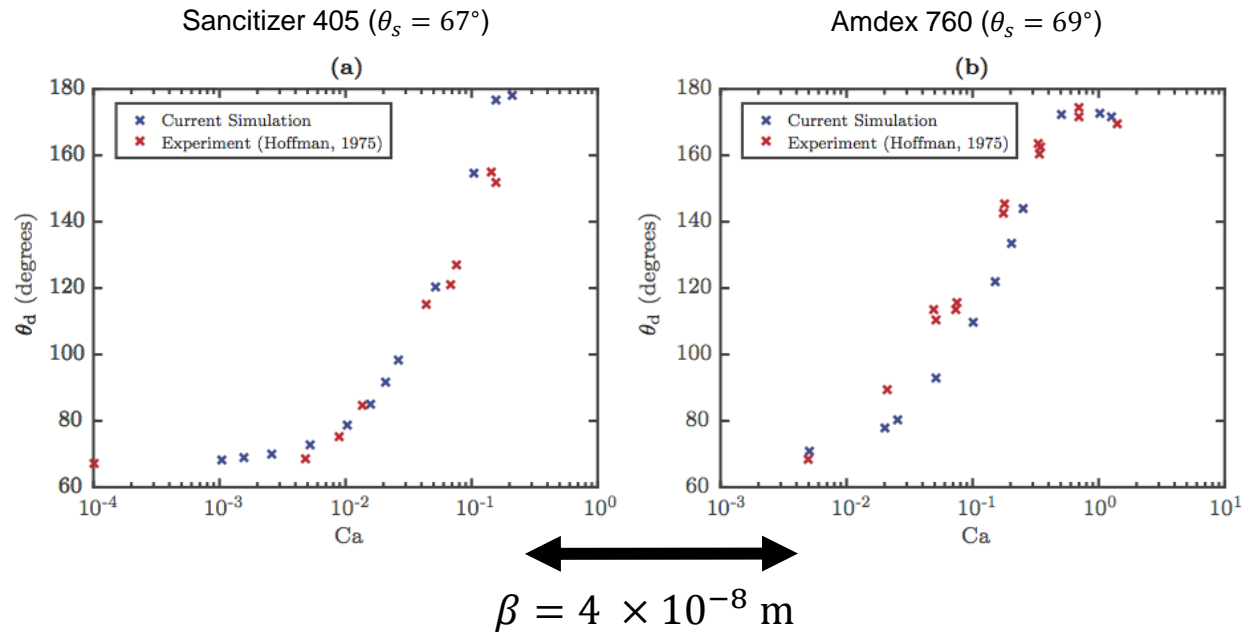 Sancitizer 405 (θₛ = 67°)
Amdex 760 (θₛ = 69°)
(a)
180
160
140
120
100
80
60
θ_d (degrees)
Current Simulation
Experiment (Hoffman, 1975)
10⁻⁴ 10⁻³ 10⁻² 10⁻¹ 10⁰
Ca
(b)
180
160
140
120
100
80
60
θ_d (degrees)
Current Simulation
Experiment (Hoffman, 1975)
10⁻³ 10⁻² 10⁻¹ 10⁰ 10¹
Ca
β = 4 × 10⁻⁸ m